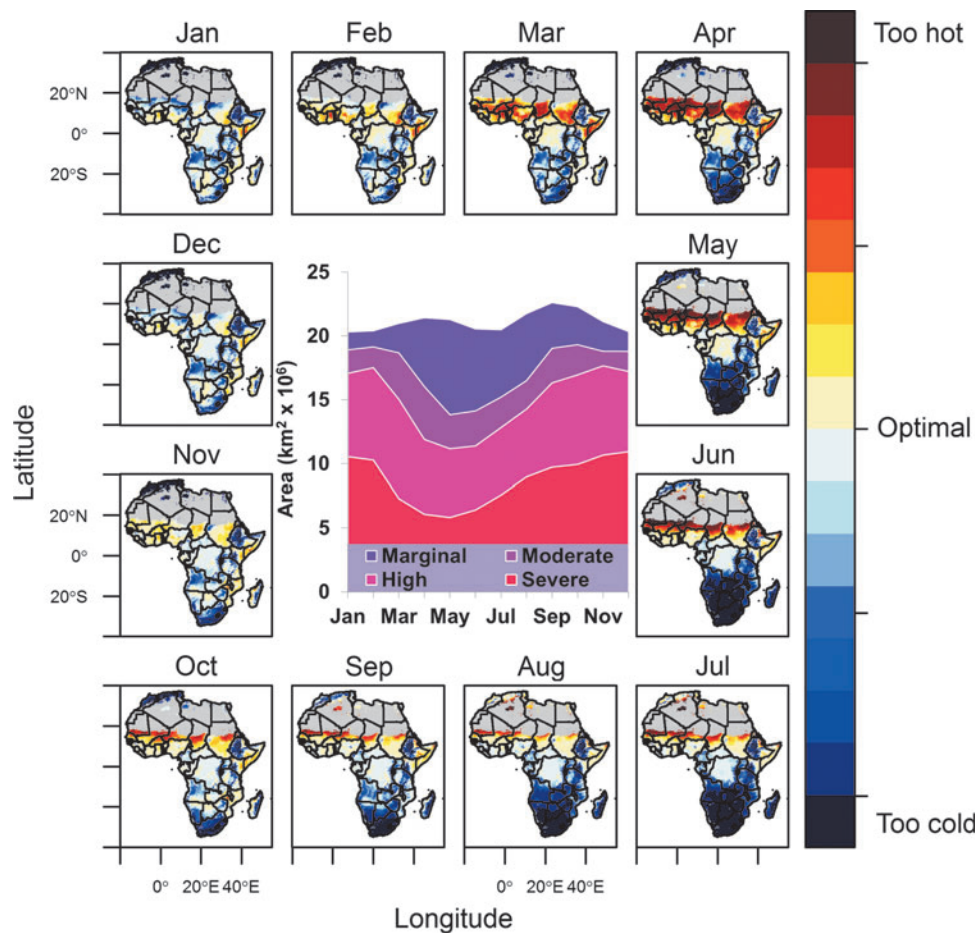 Jan Feb Mar Apr
Too hot
20°N
0°
20°S
Dec May
25
20
15
10
5
0
Area (km² x 10⁶)
Marginal Moderate
High Severe
Jan Mar May Jul Sep Nov
Optimal
Latitude
Nov Jun
20°N
0°
20°S
Oct Sep Aug Jul
Too cold
0° 20°E 40°E 0° 20°E 40°E
Longitude